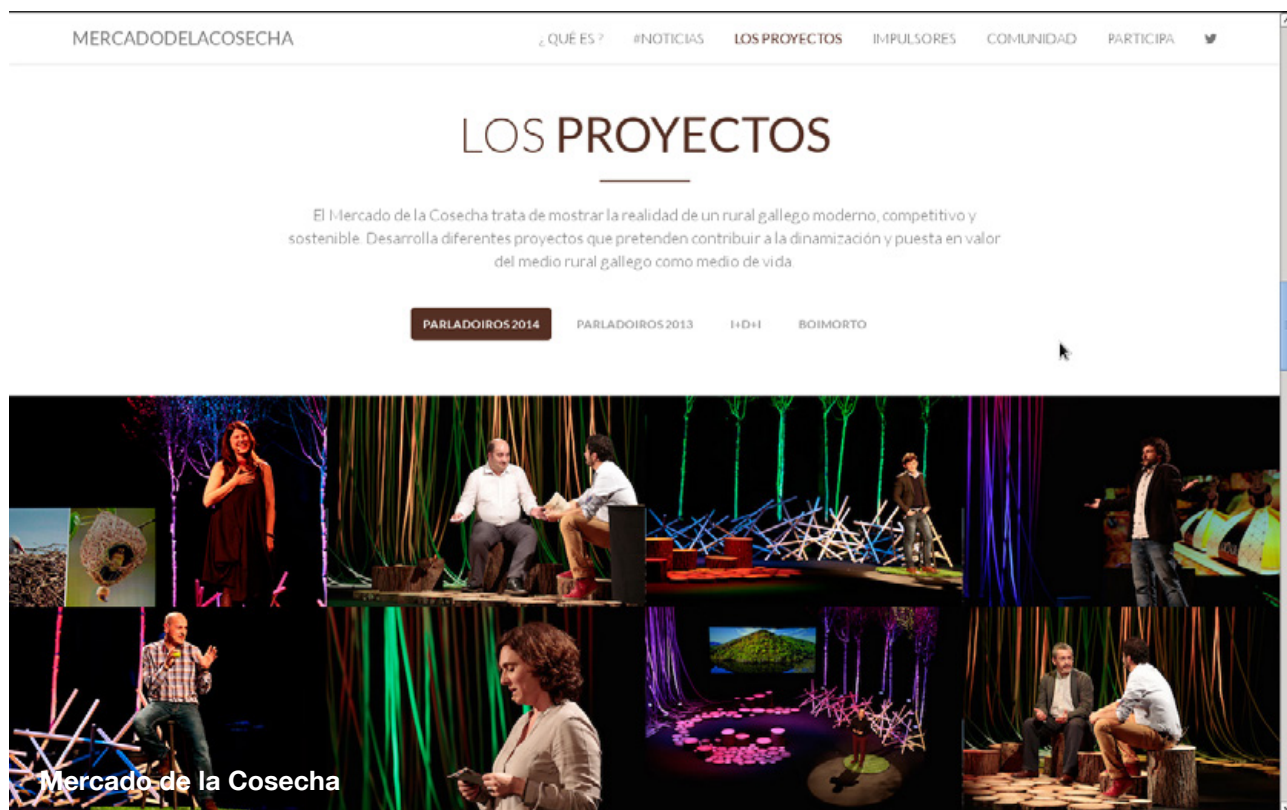 MERCADODELACOSECHA
¿QUÉ ES? #NOTICIAS LOS PROYECTOS IMPULSORES COMUNIDAD PARTICIPA
LOS PROYECTOS
El Mercado de la Cosecha trata de mostrar la realidad de un rural gallego moderno, competitivo y
sostenible. Desarrolla diferentes proyectos que pretenden contribuir a la dinamización y puesta en valor
del medio rural gallego como medio de vida.
PARLADOIROS 2014 PARLADOIROS 2013 I+D+I BOIMORTO
Mercado de la Cosecha